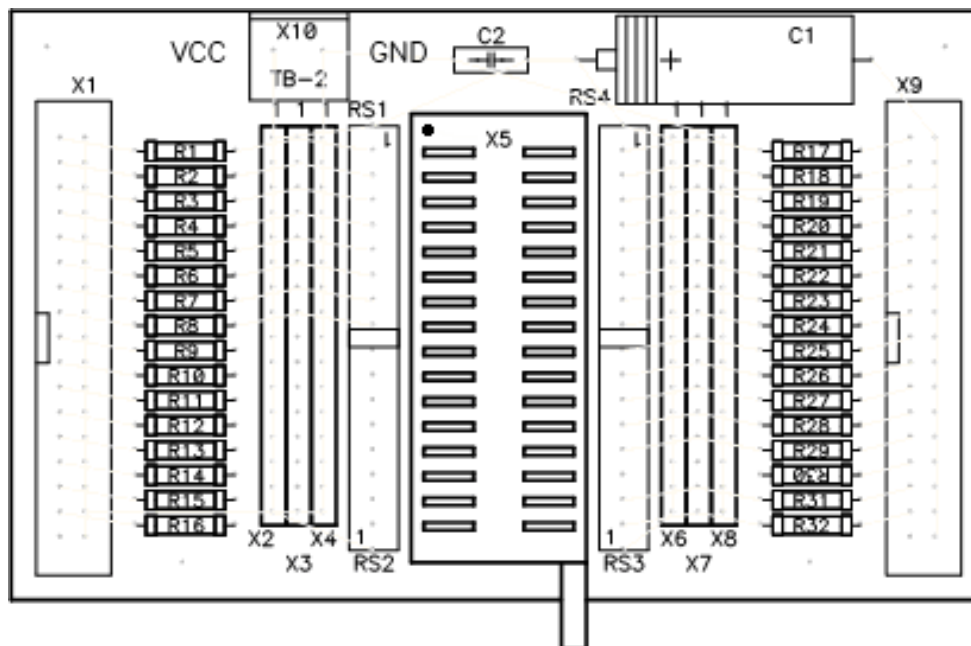 X10
C2
C1
VCC
GND
TB-2
X1
X9
RS1
RS4
1
1
X5
1
1
R1
R17
R2
R18
R3
R19
R4
R20
R5
R21
R6
R22
R7
R23
R8
R24
R9
R25
R10
R26
R11
R27
R12
R28
R13
R29
R14
R30
R15
R31
R16
R32
X2
X4
1
1
X6
X8
X3
RS2
RS3
X7